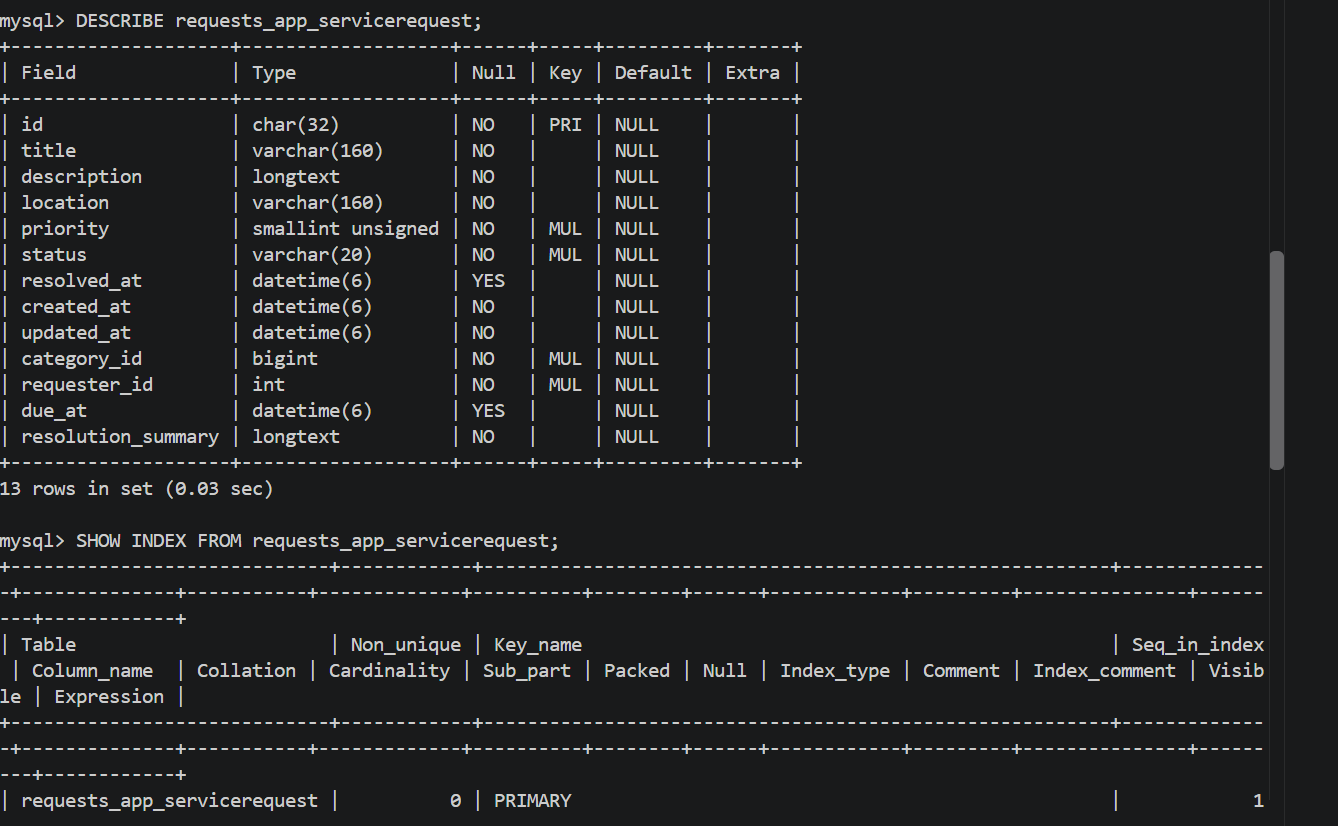 mysql> DESCRIBE requests_app_servicerequest;
+--------------------+-------------------+------+-----+---------+-------+
| Field              | Type              | Null | Key | Default | Extra |
+--------------------+-------------------+------+-----+---------+-------+
| id                 | char(32)          | NO   | PRI | NULL    |       |
| title              | varchar(160)      | NO   |     | NULL    |       |
| description        | longtext          | NO   |     | NULL    |       |
| location           | varchar(160)      | NO   |     | NULL    |       |
| priority           | smallint unsigned | NO   | MUL | NULL    |       |
| status             | varchar(20)       | NO   | MUL | NULL    |       |
| resolved_at        | datetime(6)       | YES  |     | NULL    |       |
| created_at         | datetime(6)       | NO   |     | NULL    |       |
| updated_at         | datetime(6)       | NO   |     | NULL    |       |
| category_id        | bigint            | NO   | MUL | NULL    |       |
| requester_id       | int               | NO   | MUL | NULL    |       |
| due_at             | datetime(6)       | YES  |     | NULL    |       |
| resolution_summary | longtext          | NO   |     | NULL    |       |
+--------------------+-------------------+------+-----+---------+-------+
13 rows in set (0.03 sec)

mysql> SHOW INDEX FROM requests_app_servicerequest;
+-----------------------------+------------+---------------------------------------------------------+-------------
-+--------------+-----------+-------------+----------+--------+------+------------+---------+---------------+------
---+------------+
| Table                       | Non_unique | Key_name                                                | Seq_in_index
 | Column_name  | Collation | Cardinality | Sub_part | Packed | Null | Index_type | Comment | Index_comment | Visib
le | Expression |
+-----------------------------+------------+---------------------------------------------------------+-------------
-+--------------+-----------+-------------+----------+--------+------+------------+---------+---------------+------
---+------------+
| requests_app_servicerequest |          0 | PRIMARY                                                 |            1